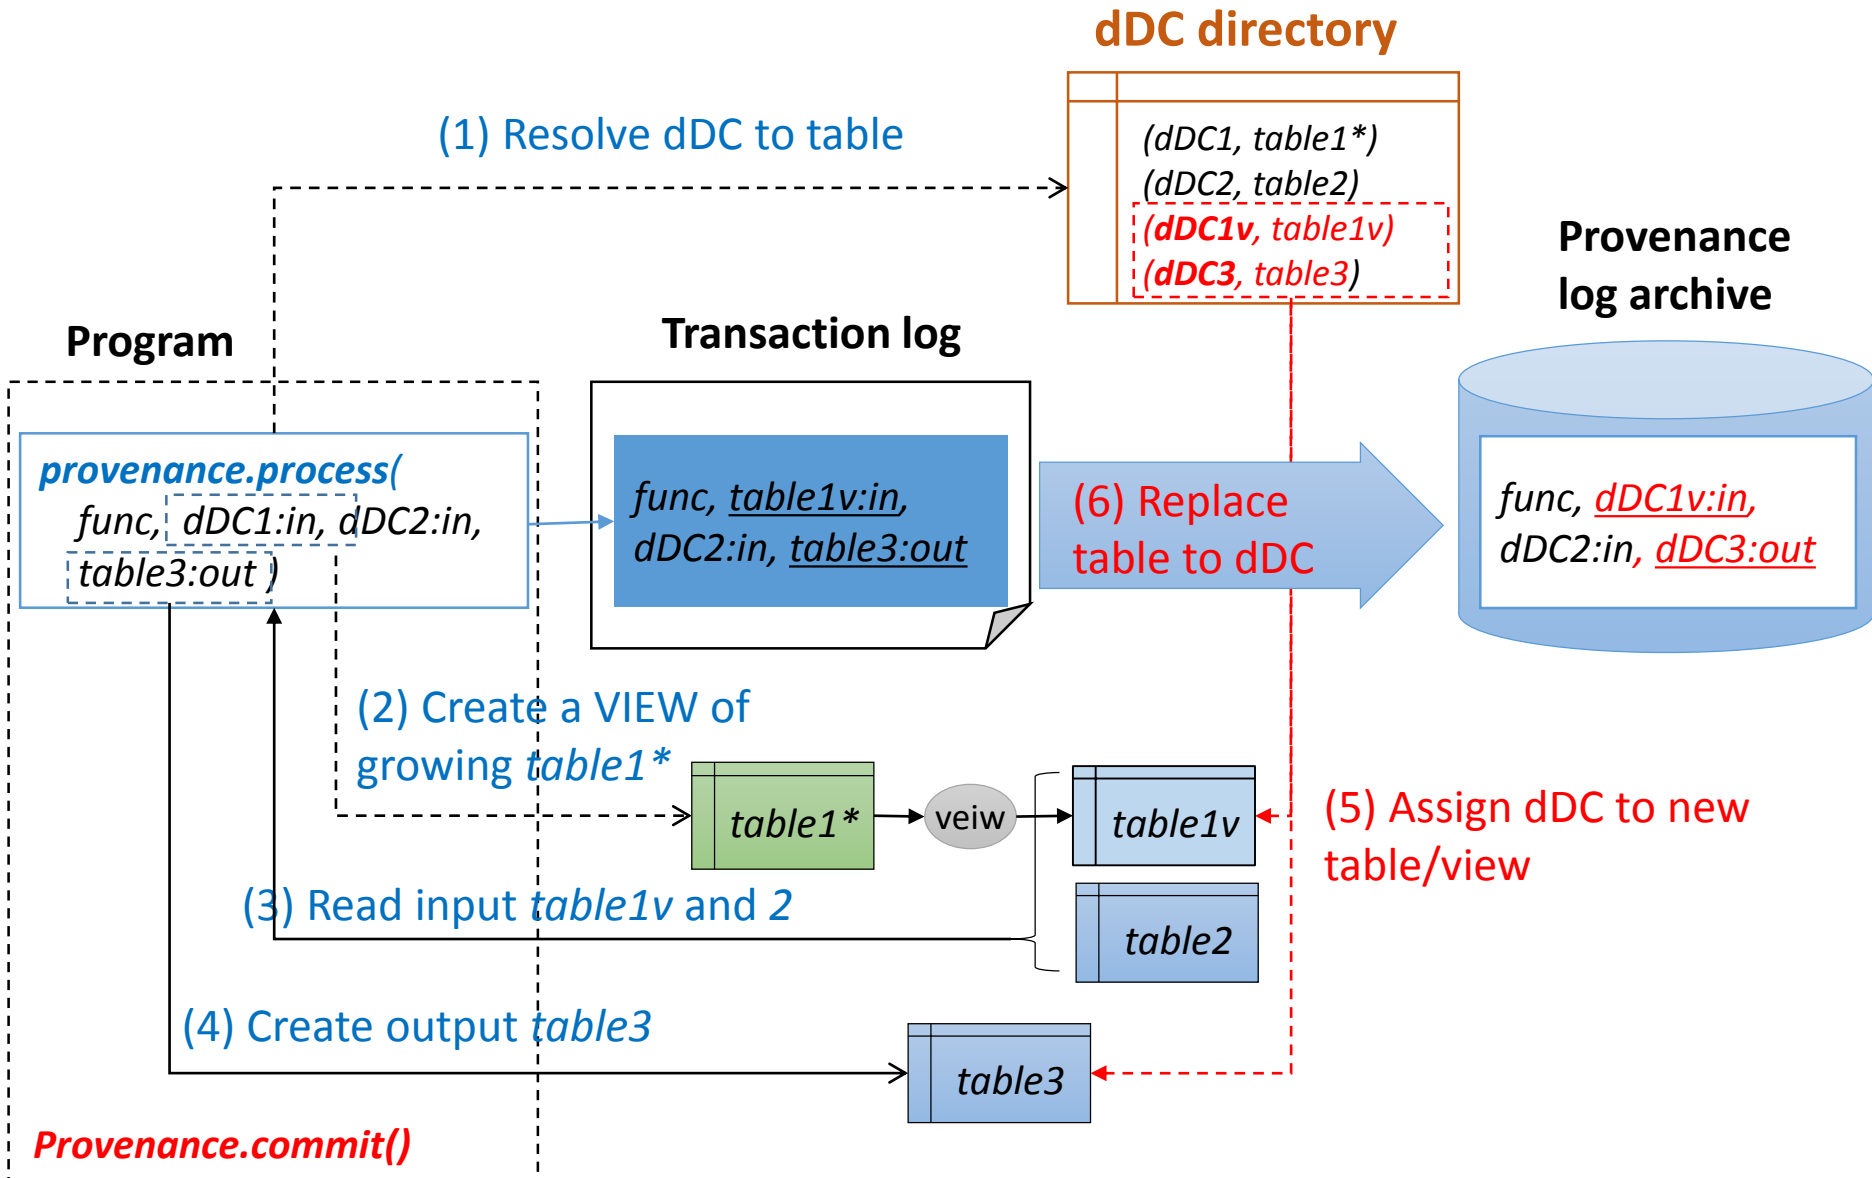 dDC directory
(1) Resolve dDC to table
(dDC1, table1*)
(dDC2, table2)
(dDC1v, table1v)
(dDC3, table3)
Provenance
log archive
Program
Transaction log
provenance.process(
func, dDC1:in, dDC2:in,
table3:out )
func, table1v:in,
dDC2:in, table3:out
(6) Replace
table to dDC
func, dDC1v:in,
dDC2:in, dDC3:out
(2) Create a VIEW of
growing table1*
table1*
veiw
table1v
(5) Assign dDC to new
table/view
(3) Read input table1v and 2
table2
(4) Create output table3
table3
Provenance.commit()